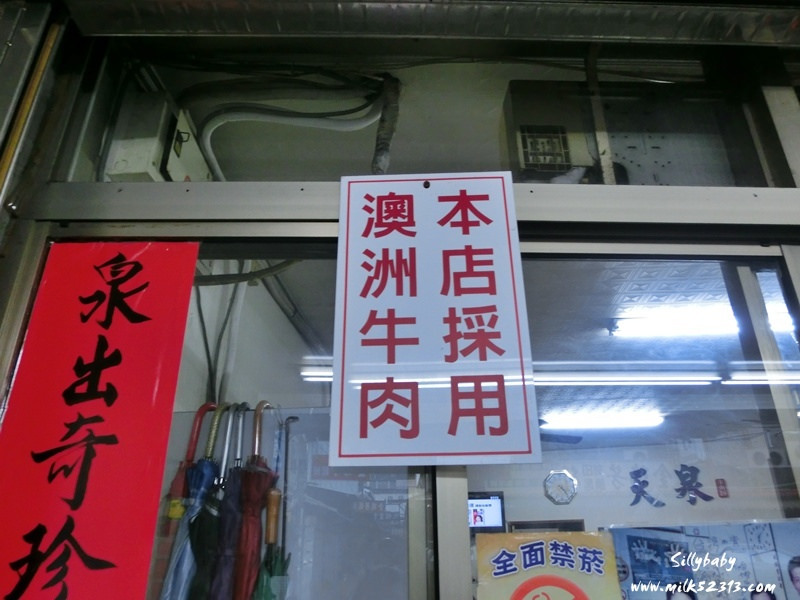 本店採用
澳洲牛肉
泉出奇珍
天泉
全面禁菸
Sillybaby
www.milk52313.com